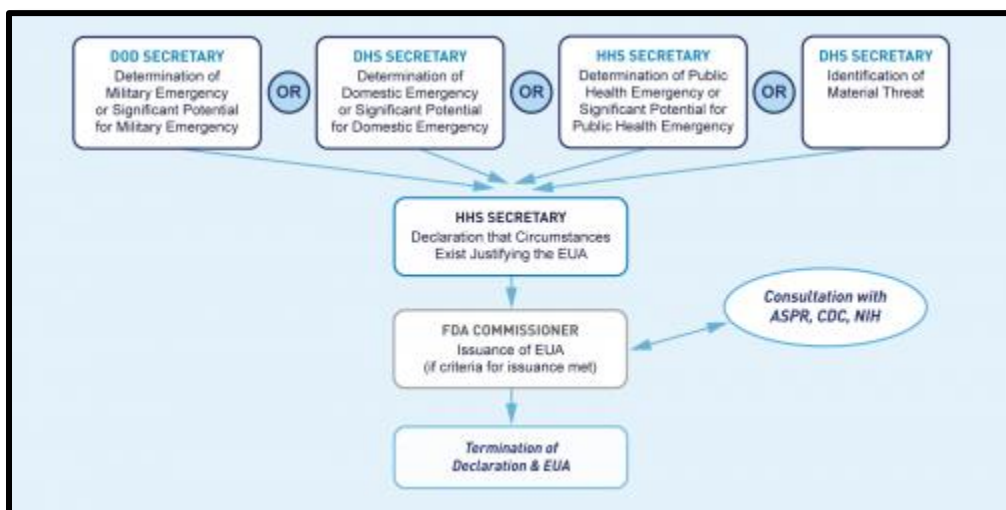 DOD SECRETARY
Determination of
Military Emergency
or Significant Potential
for Military Emergency
OR
DHS SECRETARY
Determination of
Domestic Emergency
or Significant Potential
for Domestic Emergency
OR
HHS SECRETARY
Determination of Public
Health Emergency or
Significant Potential for
Public Health Emergency
OR
DHS SECRETARY
Identification of
Material Threat
HHS SECRETARY
Declaration that Circumstances
Exist Justifying the EUA
FDA COMMISSIONER
Issuance of EUA
(if criteria for issuance met)
Consultation with
ASPR, CDC, NIH
Termination of
Declaration & EUA